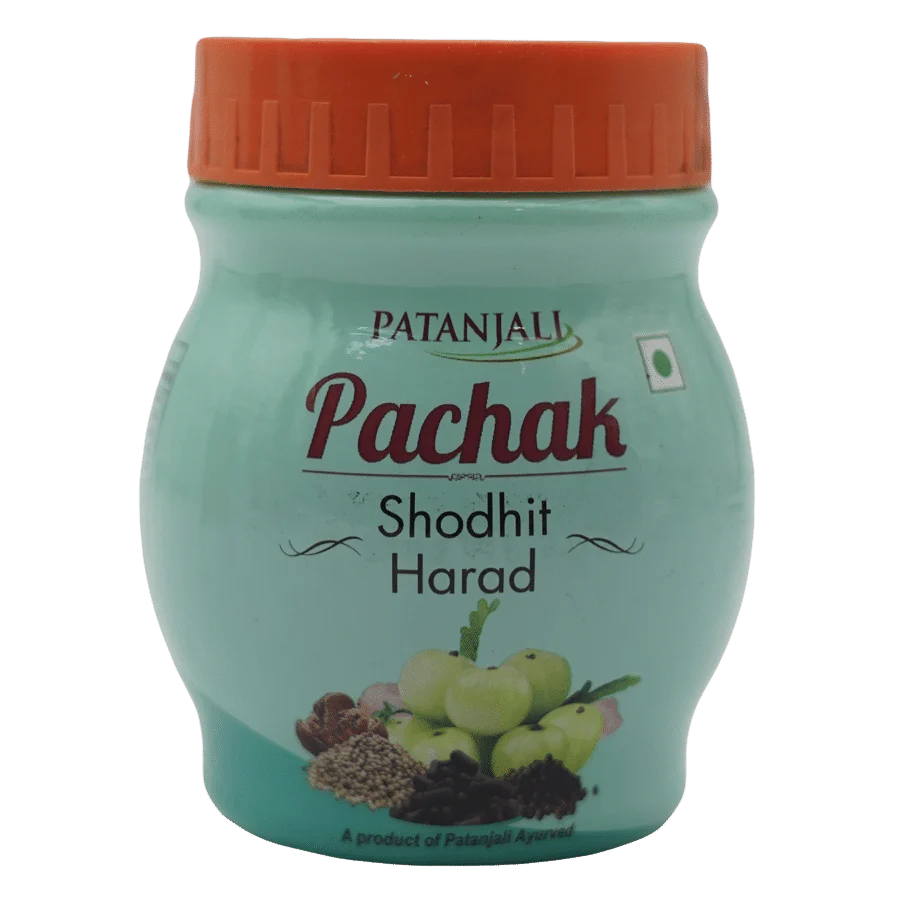 PATANJALI
Pachak
Shodhit
Harad
A product of Patanjali Ayurved